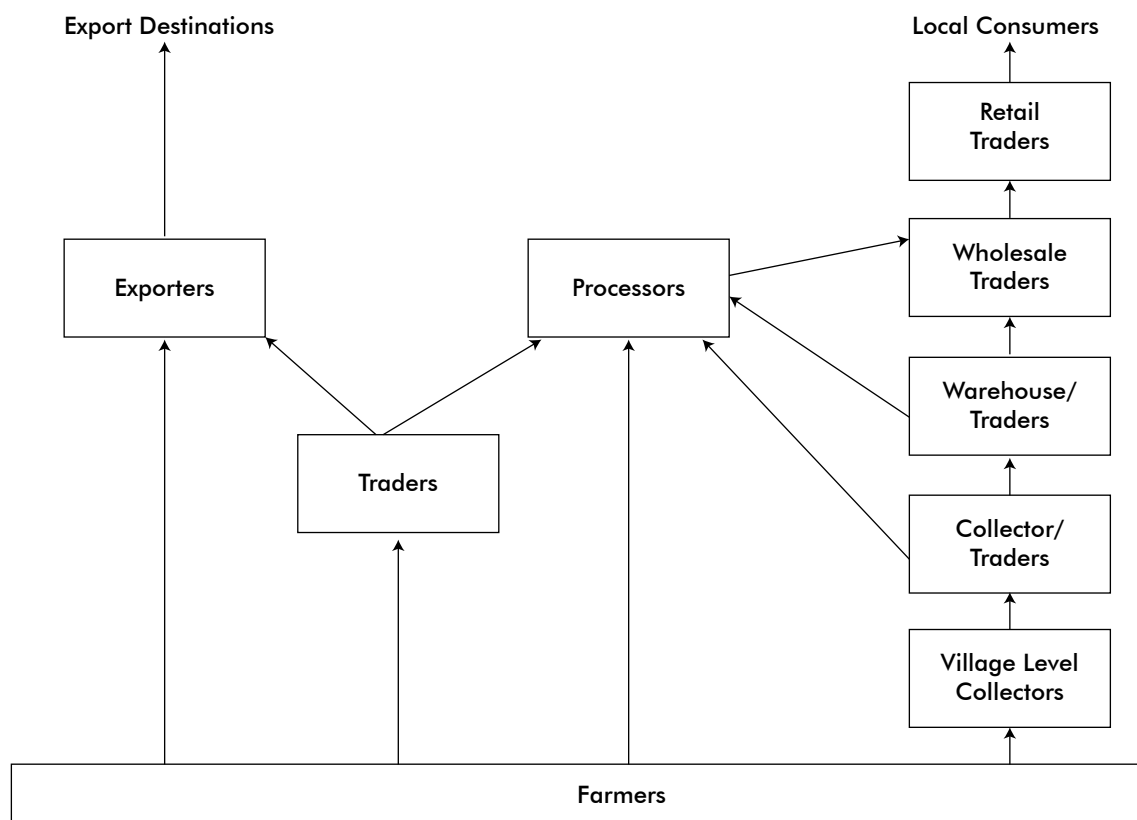 Export Destinations
Local Consumers
Retail
Traders
Exporters
Processors
Wholesale
Traders
Warehouse/
Traders
Traders
Collector/
Traders
Village Level
Collectors
Farmers